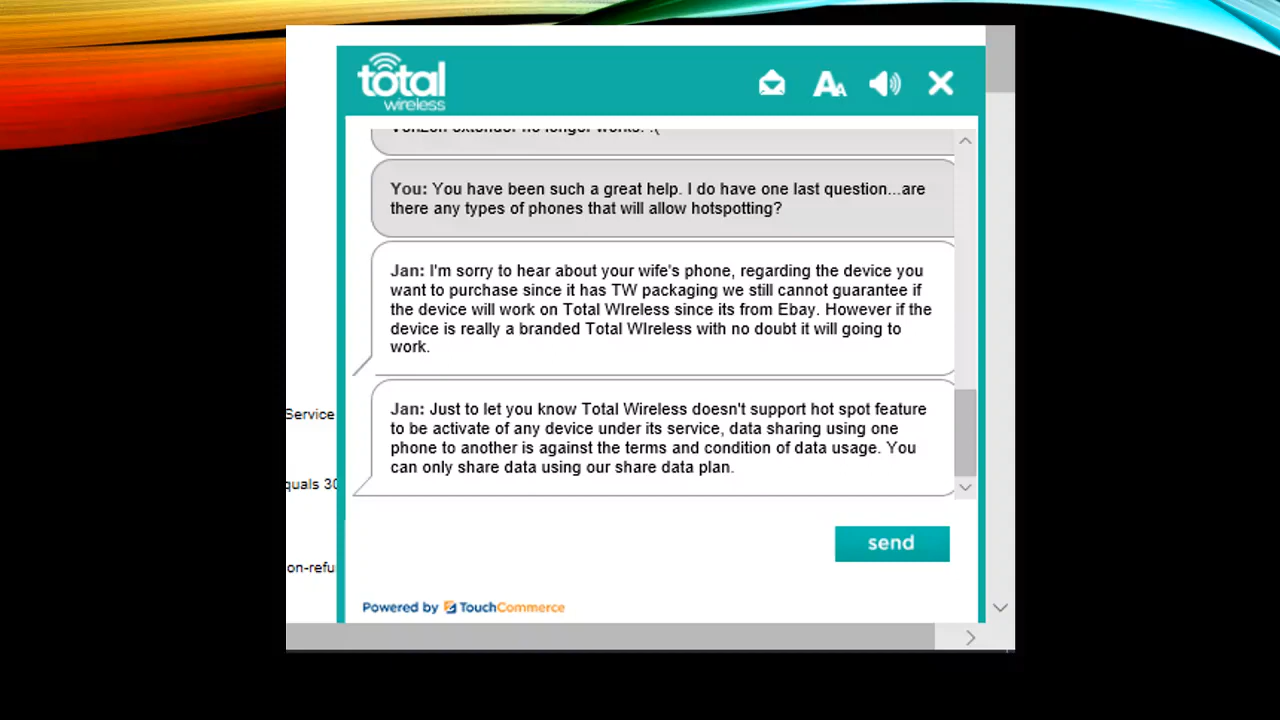 total
wireless
AA
Verizon extender no longer works. :(
You: You have been such a great help. I do have one last question...are
there any types of phones that will allow hotspotting?
Jan: I'm sorry to hear about your wife's phone, regarding the device you
want to purchase since it has TW packaging we still cannot guarantee if
the device will work on Total WIreless since its from Ebay. However if the
device is really a branded Total WIreless with no doubt it will going to
work.
Jan: Just to let you know Total Wireless doesn't support hot spot feature
to be activate of any device under its service, data sharing using one
phone to another is against the terms and condition of data usage. You
can only share data using our share data plan.
Service
quals 30
on-refu
send
Powered by TouchCommerce